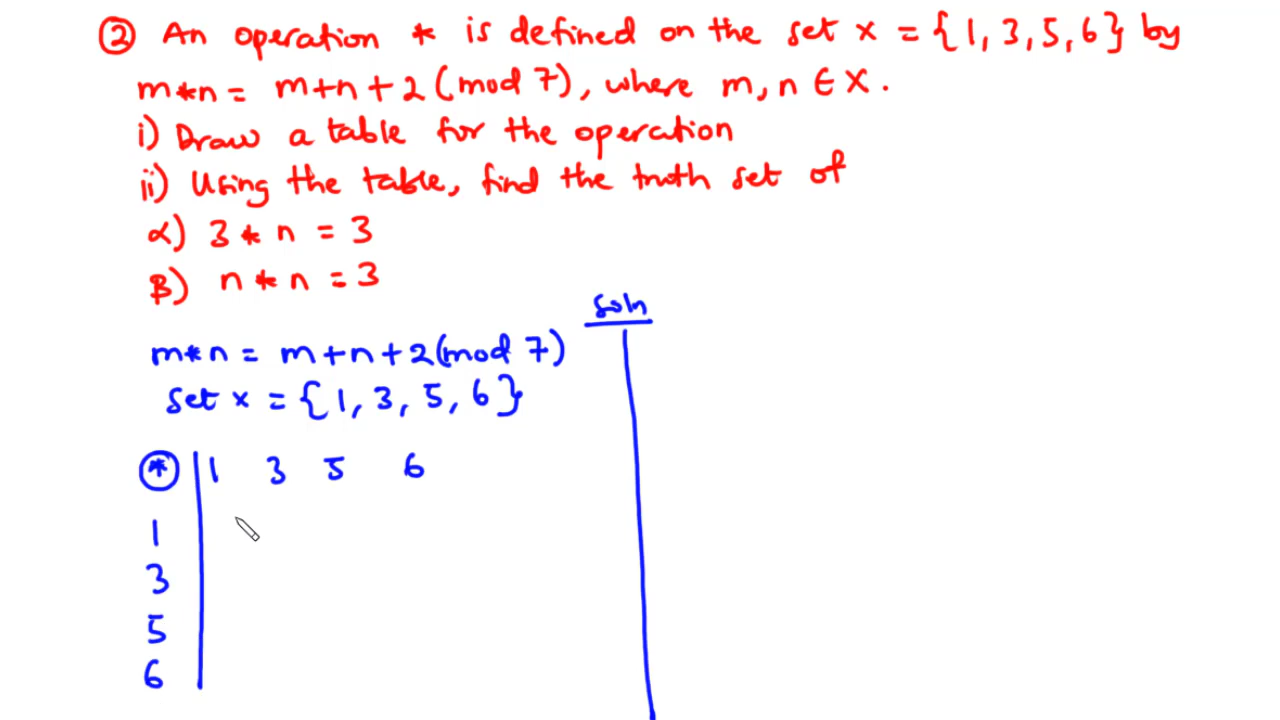 ② An operation * is defined on the set x = {1, 3, 5, 6} by
m*n = m+n+2 (mod 7), where m, n ∈ X.
i) Draw a table for the operation
ii) Using the table, find the truth set of
α) 3 * n = 3
β) n * n = 3
soln
m*n = m+n+2(mod 7)
set x = {1, 3, 5, 6}
* 1 3 5 6
1
3
5
6